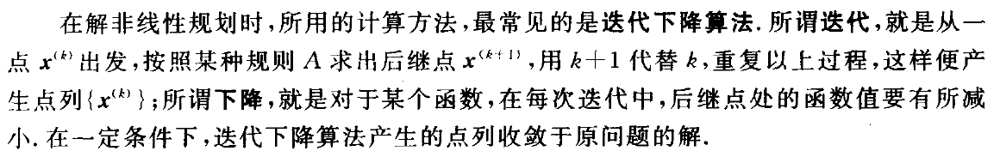 在解非线性规划时,所用的计算方法,最常见的是迭代下降算法.所谓迭代,就是从一
点 x^(k) 出发,按照某种规则 A 求出后继点 x^(k+1),用 k+1 代替 k,重复以上过程,这样便产
生点列{x^(k)};所谓下降,就是对于某个函数,在每次迭代中,后继点处的函数值要有所减
小.在一定条件下,迭代下降算法产生的点列收敛于原问题的解.